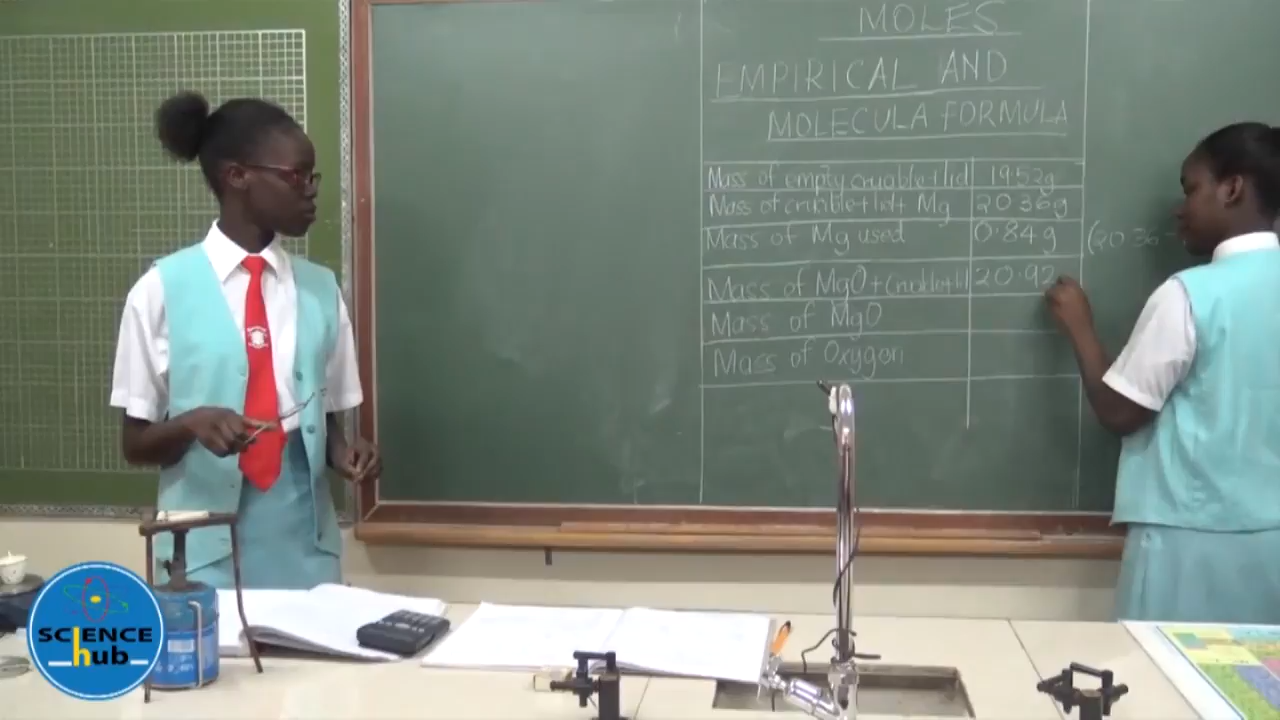 MOLES
EMPIRICAL AND
MOLECULA FORMULA
Mass of empty crucible + lid 19.52g
Mass of crucible + lid + Mg 20.36g
Mass of Mg used 0.84g (20.36 -
Mass of MgO + Crucible + lid 20.92
Mass of MgO
Mass of Oxygen
SCIENCE
hub